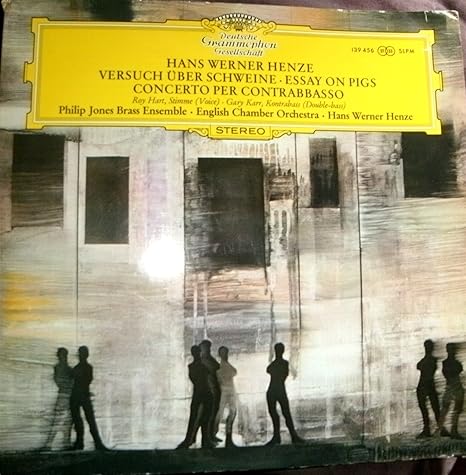 Deutsche
Grammophon
Gesellschaft
139 456 SLPM
HANS WERNER HENZE
VERSUCH ÜBER SCHWEINE · ESSAY ON PIGS
CONCERTO PER CONTRABBASSO
Roy Hart, Stimme (Voice) · Gary Karr, Kontrabass (Double-bass)
Philip Jones Brass Ensemble · English Chamber Orchestra · Hans Werner Henze
STEREO